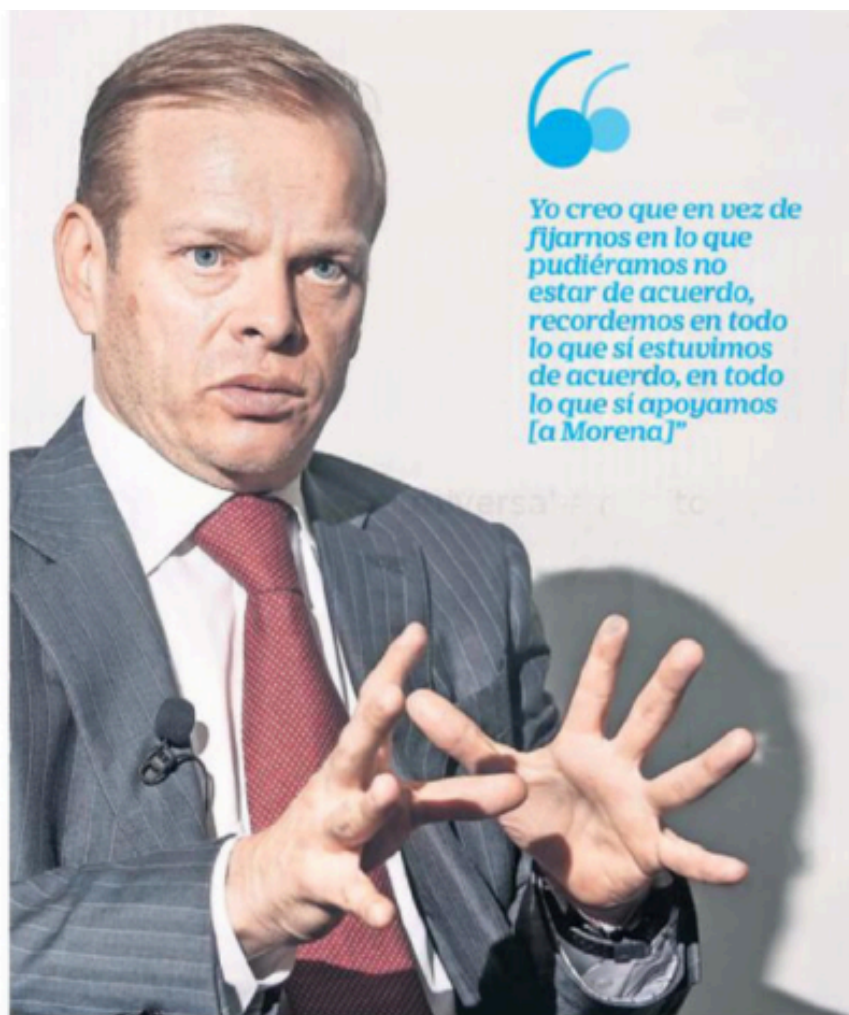 Yo creo que en vez de
fijarnos en lo que
pudiéramos no
estar de acuerdo,
recordemos en todo
lo que sí estuvimos
de acuerdo, en todo
lo que sí apoyamos
[a Morena]”